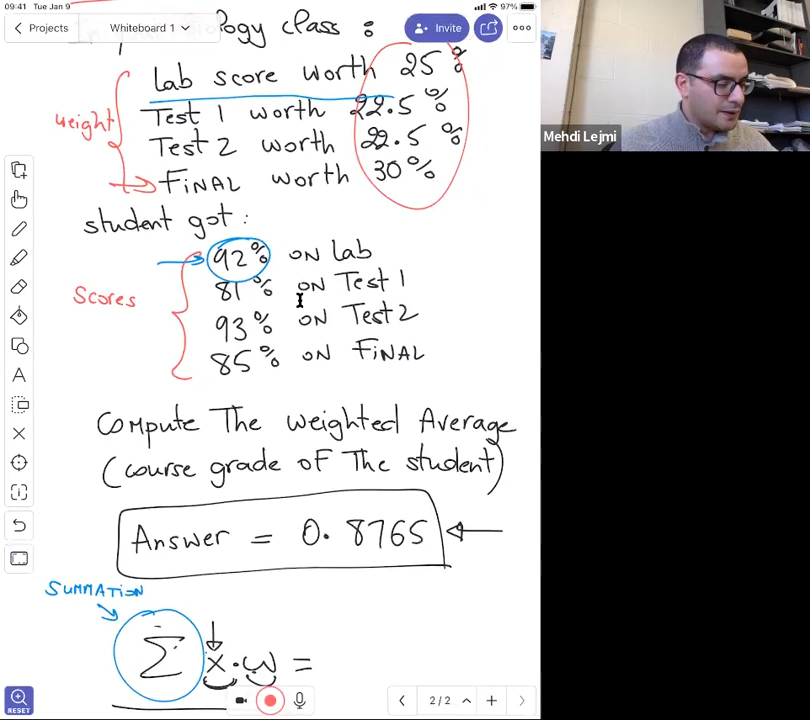 09:41 Tue Jan 9
97%
Projects
Whiteboard 1
Invite
class :
Lab score worth 25 %
Test 1 worth 22.5 %
weight
Test 2 worth 22.5 %
FiNAL worth 30%
student got :
92% ON Lab
81% ON Test 1
Scores
93% ON Test 2
85% ON FiNAL
Compute The weighted Average
(course grade of The student)
Answer = 0.8765
SUMMATiON
Σ x . w =
RESET
2/2
Mehdi Lejmi